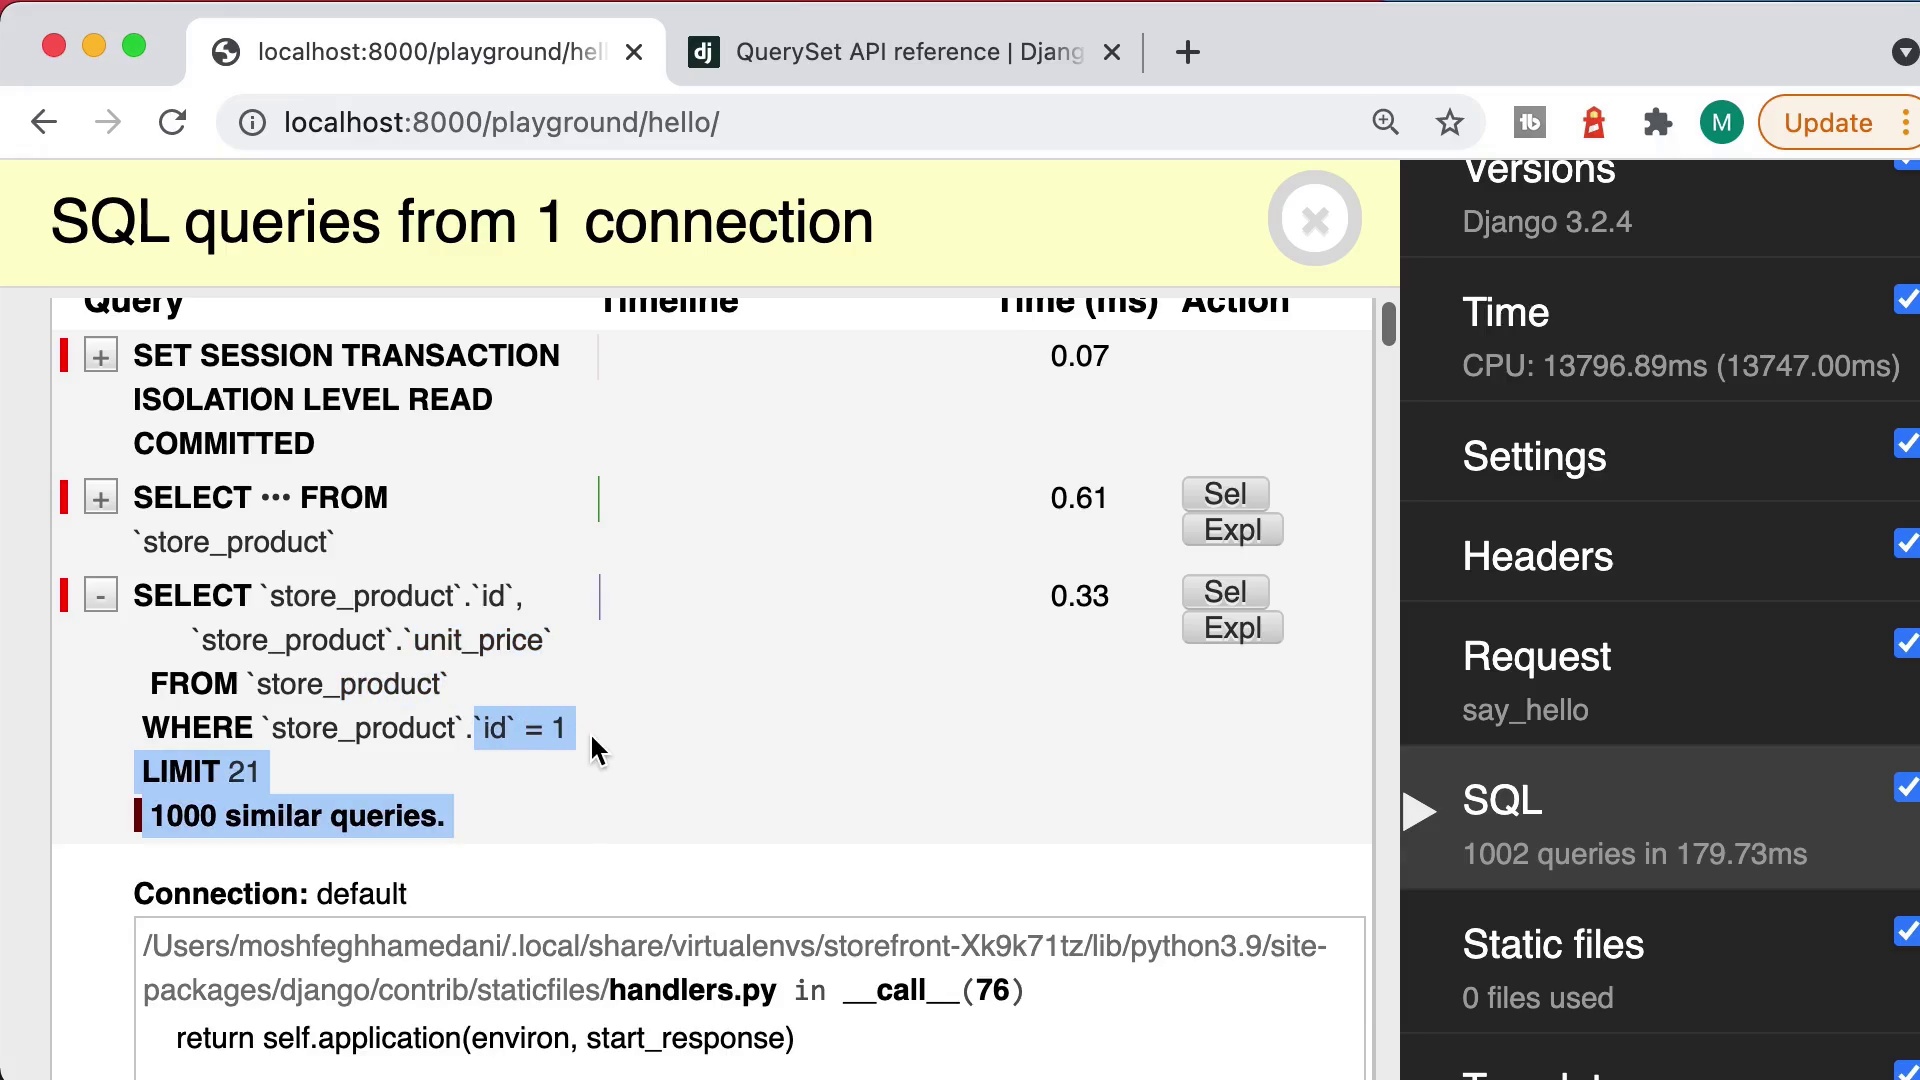 localhost:8000/playground/hell
QuerySet API reference | Djang
localhost:8000/playground/hello/
M
Update
SQL queries from 1 connection
Query Timeline Time (ms) Action
+ SET SESSION TRANSACTION 0.07
ISOLATION LEVEL READ
COMMITTED
+ SELECT ••• FROM 0.61 Sel
`store_product` Expl
- SELECT `store_product`.`id`, 0.33 Sel
`store_product`.`unit_price` Expl
FROM `store_product`
WHERE `store_product`.`id` = 1
LIMIT 21
1000 similar queries.
Connection: default
/Users/moshfeghhamedani/.local/share/virtualenvs/storefront-Xk9k71tz/lib/python3.9/site-
packages/django/contrib/staticfiles/handlers.py in __call__(76)
return self.application(environ, start_response)
Versions
Django 3.2.4
Time
CPU: 13796.89ms (13747.00ms)
Settings
Headers
Request
say_hello
SQL
1002 queries in 179.73ms
Static files
0 files used